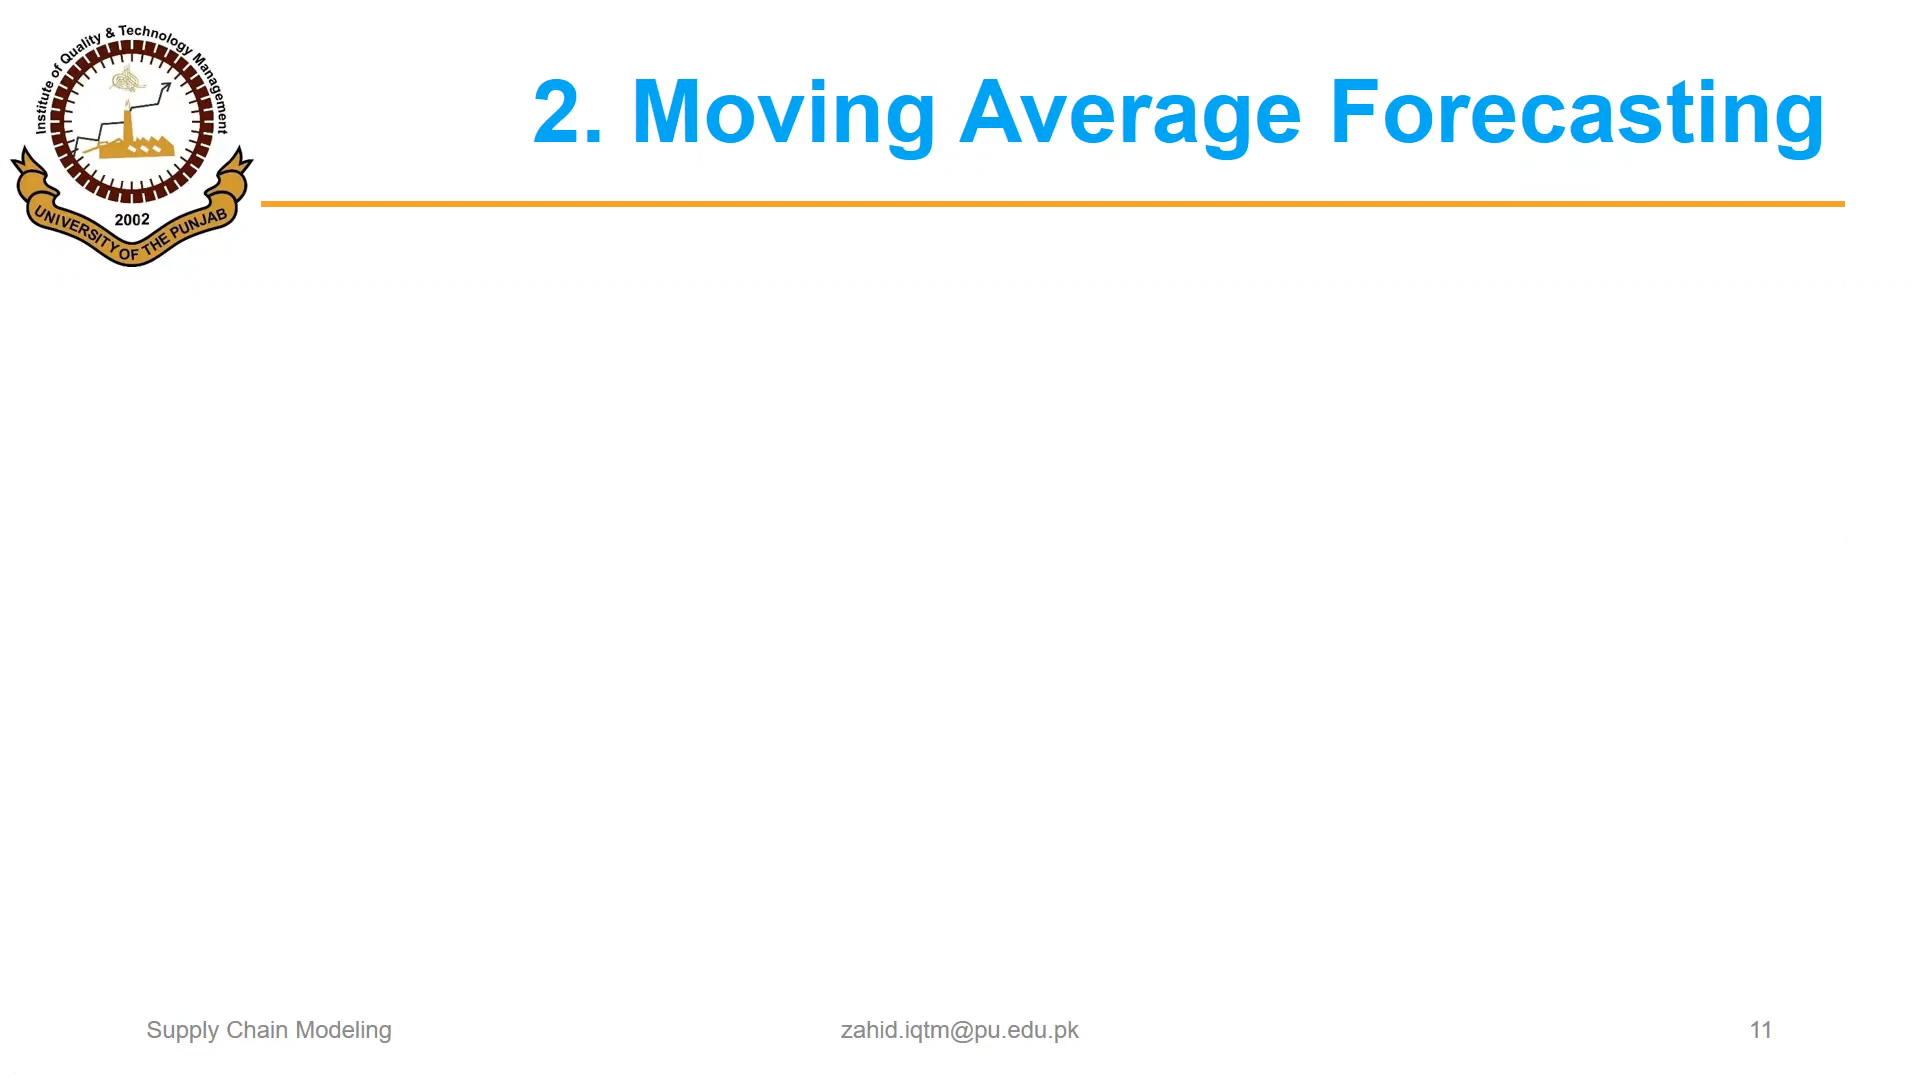 Institute of Quality & Technology Management
2002
UNIVERSITY OF THE PUNJAB
2. Moving Average Forecasting
Supply Chain Modeling
zahid.iqtm@pu.edu.pk
11